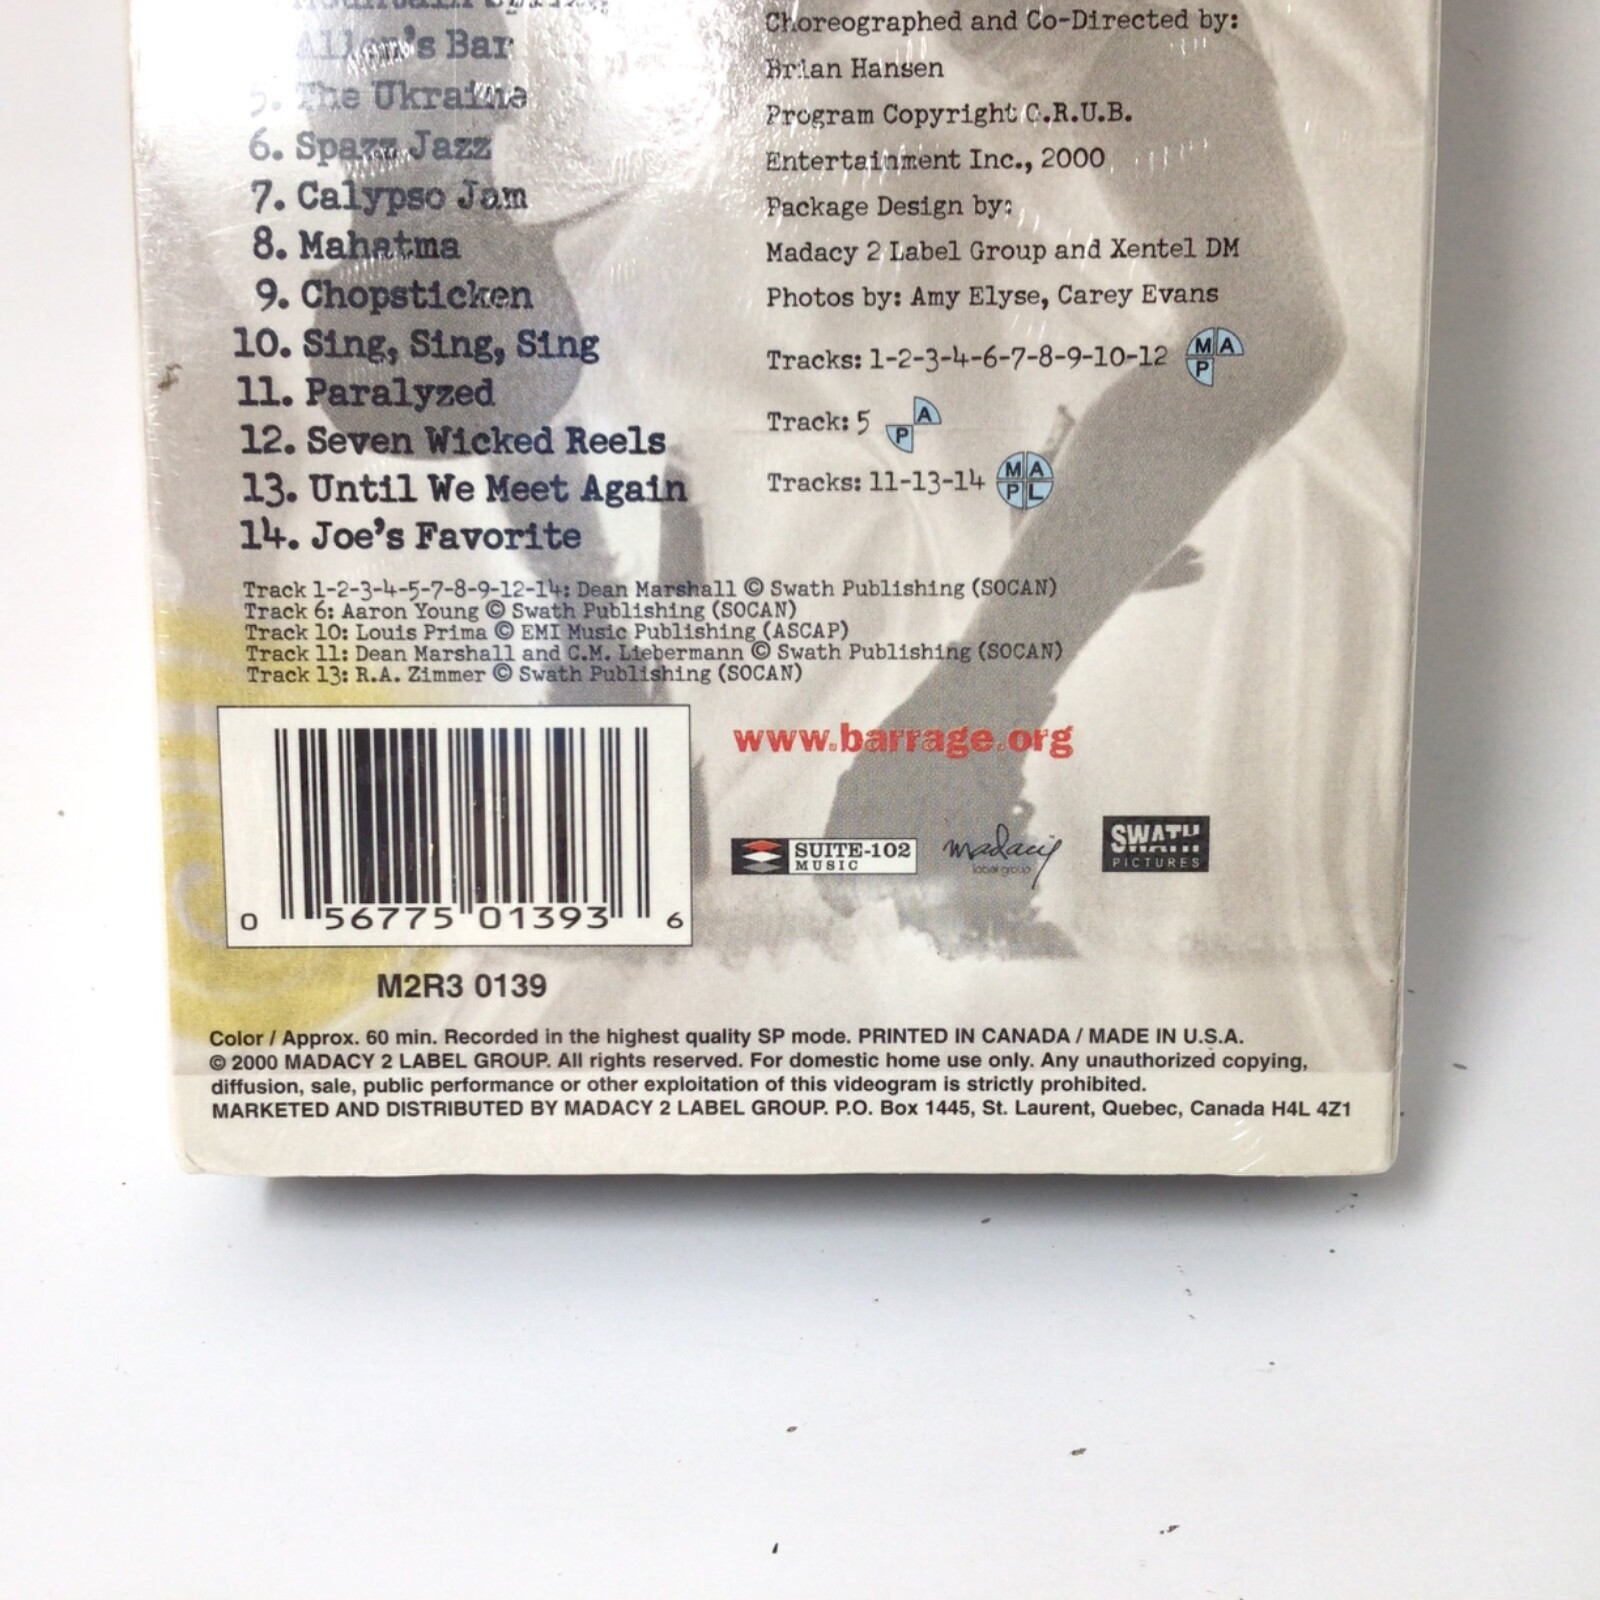 Mountain Spring
Allen's Bar
5. The Ukraine
6. Spazz Jazz
7. Calypso Jam
8. Mahatma
9. Chopsticken
10. Sing, Sing, Sing
11. Paralyzed
12. Seven Wicked Reels
13. Until We Meet Again
14. Joe's Favorite
Choreographed and Co-Directed by:
Brian Hansen
Program Copyright C.R.U.B.
Entertainment Inc., 2000
Package Design by:
Madacy 2 Label Group and Xentel DM
Photos by: Amy Elyse, Carey Evans
Tracks: 1-2-3-4-6-7-8-9-10-12 M A P
Track: 5 A P
Tracks: 11-13-14 M A P L
Track 1-2-3-4-5-7-8-9-12-14: Dean Marshall © Swath Publishing (SOCAN)
Track 6: Aaron Young © Swath Publishing (SOCAN)
Track 10: Louis Prima © EMI Music Publishing (ASCAP)
Track 11: Dean Marshall and C.M. Liebermann © Swath Publishing (SOCAN)
Track 13: R.A. Zimmer © Swath Publishing (SOCAN)
www.barrage.org
SUITE-102
MUSIC
madacy
label group
SWATH
PICTURES
0 56775 01393 6
M2R3 0139
Color / Approx. 60 min. Recorded in the highest quality SP mode. PRINTED IN CANADA / MADE IN U.S.A.
© 2000 MADACY 2 LABEL GROUP. All rights reserved. For domestic home use only. Any unauthorized copying,
diffusion, sale, public performance or other exploitation of this videogram is strictly prohibited.
MARKETED AND DISTRIBUTED BY MADACY 2 LABEL GROUP. P.O. Box 1445, St. Laurent, Quebec, Canada H4L 4Z1